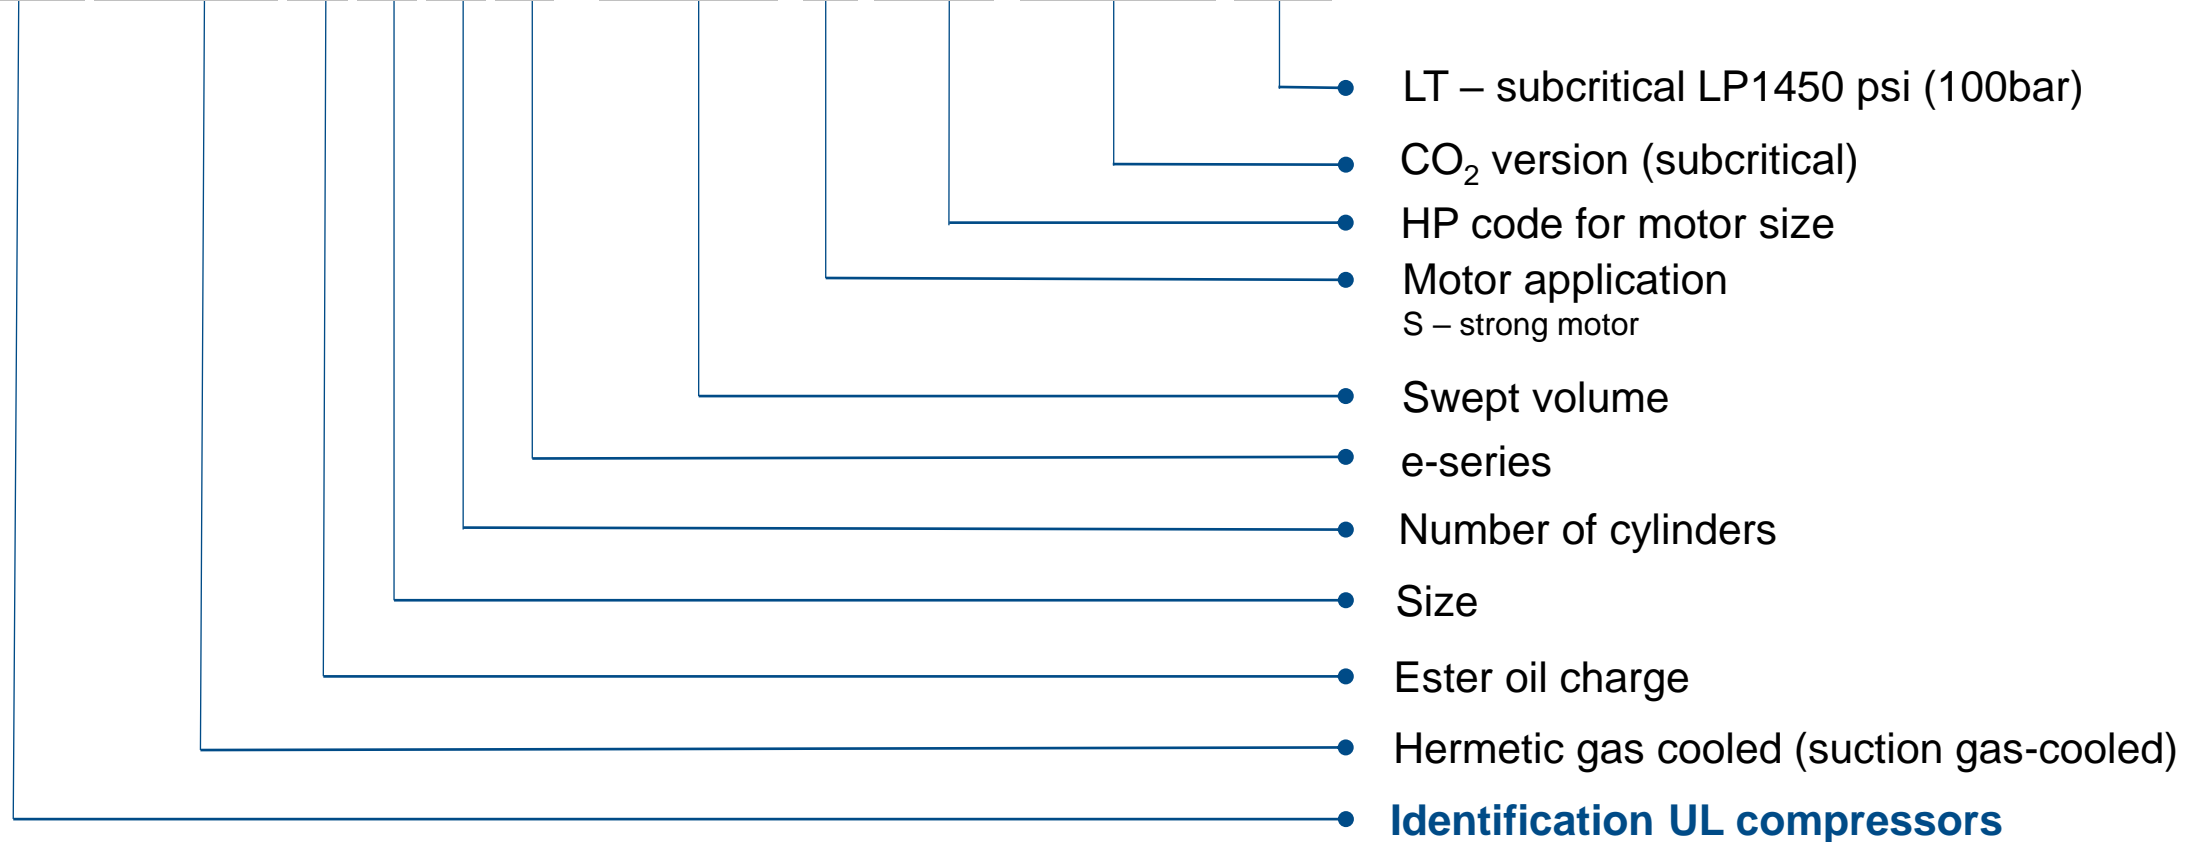 LT – subcritical LP1450 psi (100bar)
CO₂ version (subcritical)
HP code for motor size
Motor application
S – strong motor
Swept volume
e-series
Number of cylinders
Size
Ester oil charge
Hermetic gas cooled (suction gas-cooled)
Identification UL compressors